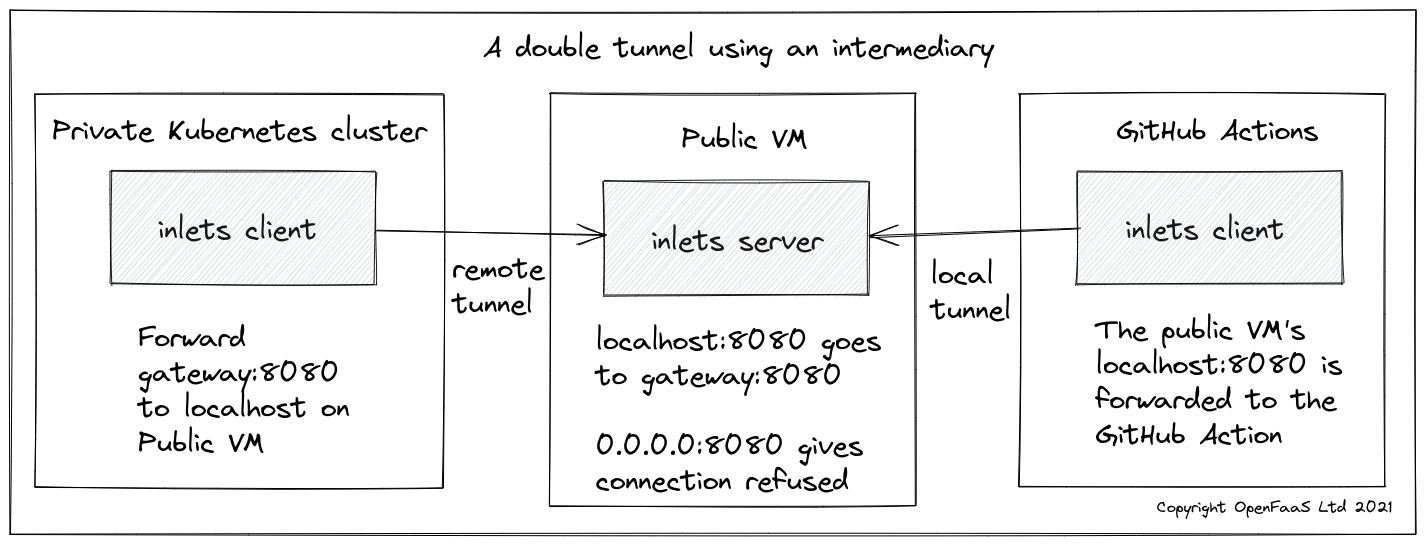 A double tunnel using an intermediary
Private Kubernetes cluster
inlets client
Forward
gateway:8080
to localhost on
Public VM
remote
tunnel
Public VM
inlets server
localhost:8080 goes
to gateway:8080
0.0.0.0:8080 gives
connection refused
local
tunnel
GitHub Actions
inlets client
The public VM's
localhost:8080 is
forwarded to the
GitHub Action
Copyright OpenFaaS Ltd 2021